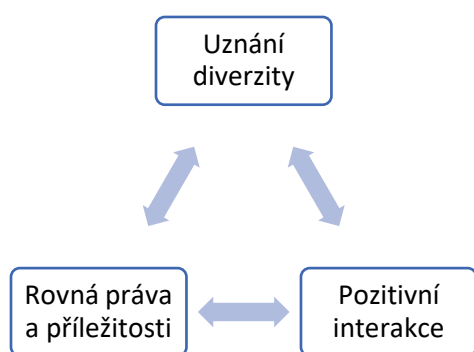 Uznání
diverzity
Rovná práva
a příležitosti
Pozitivní
interakce